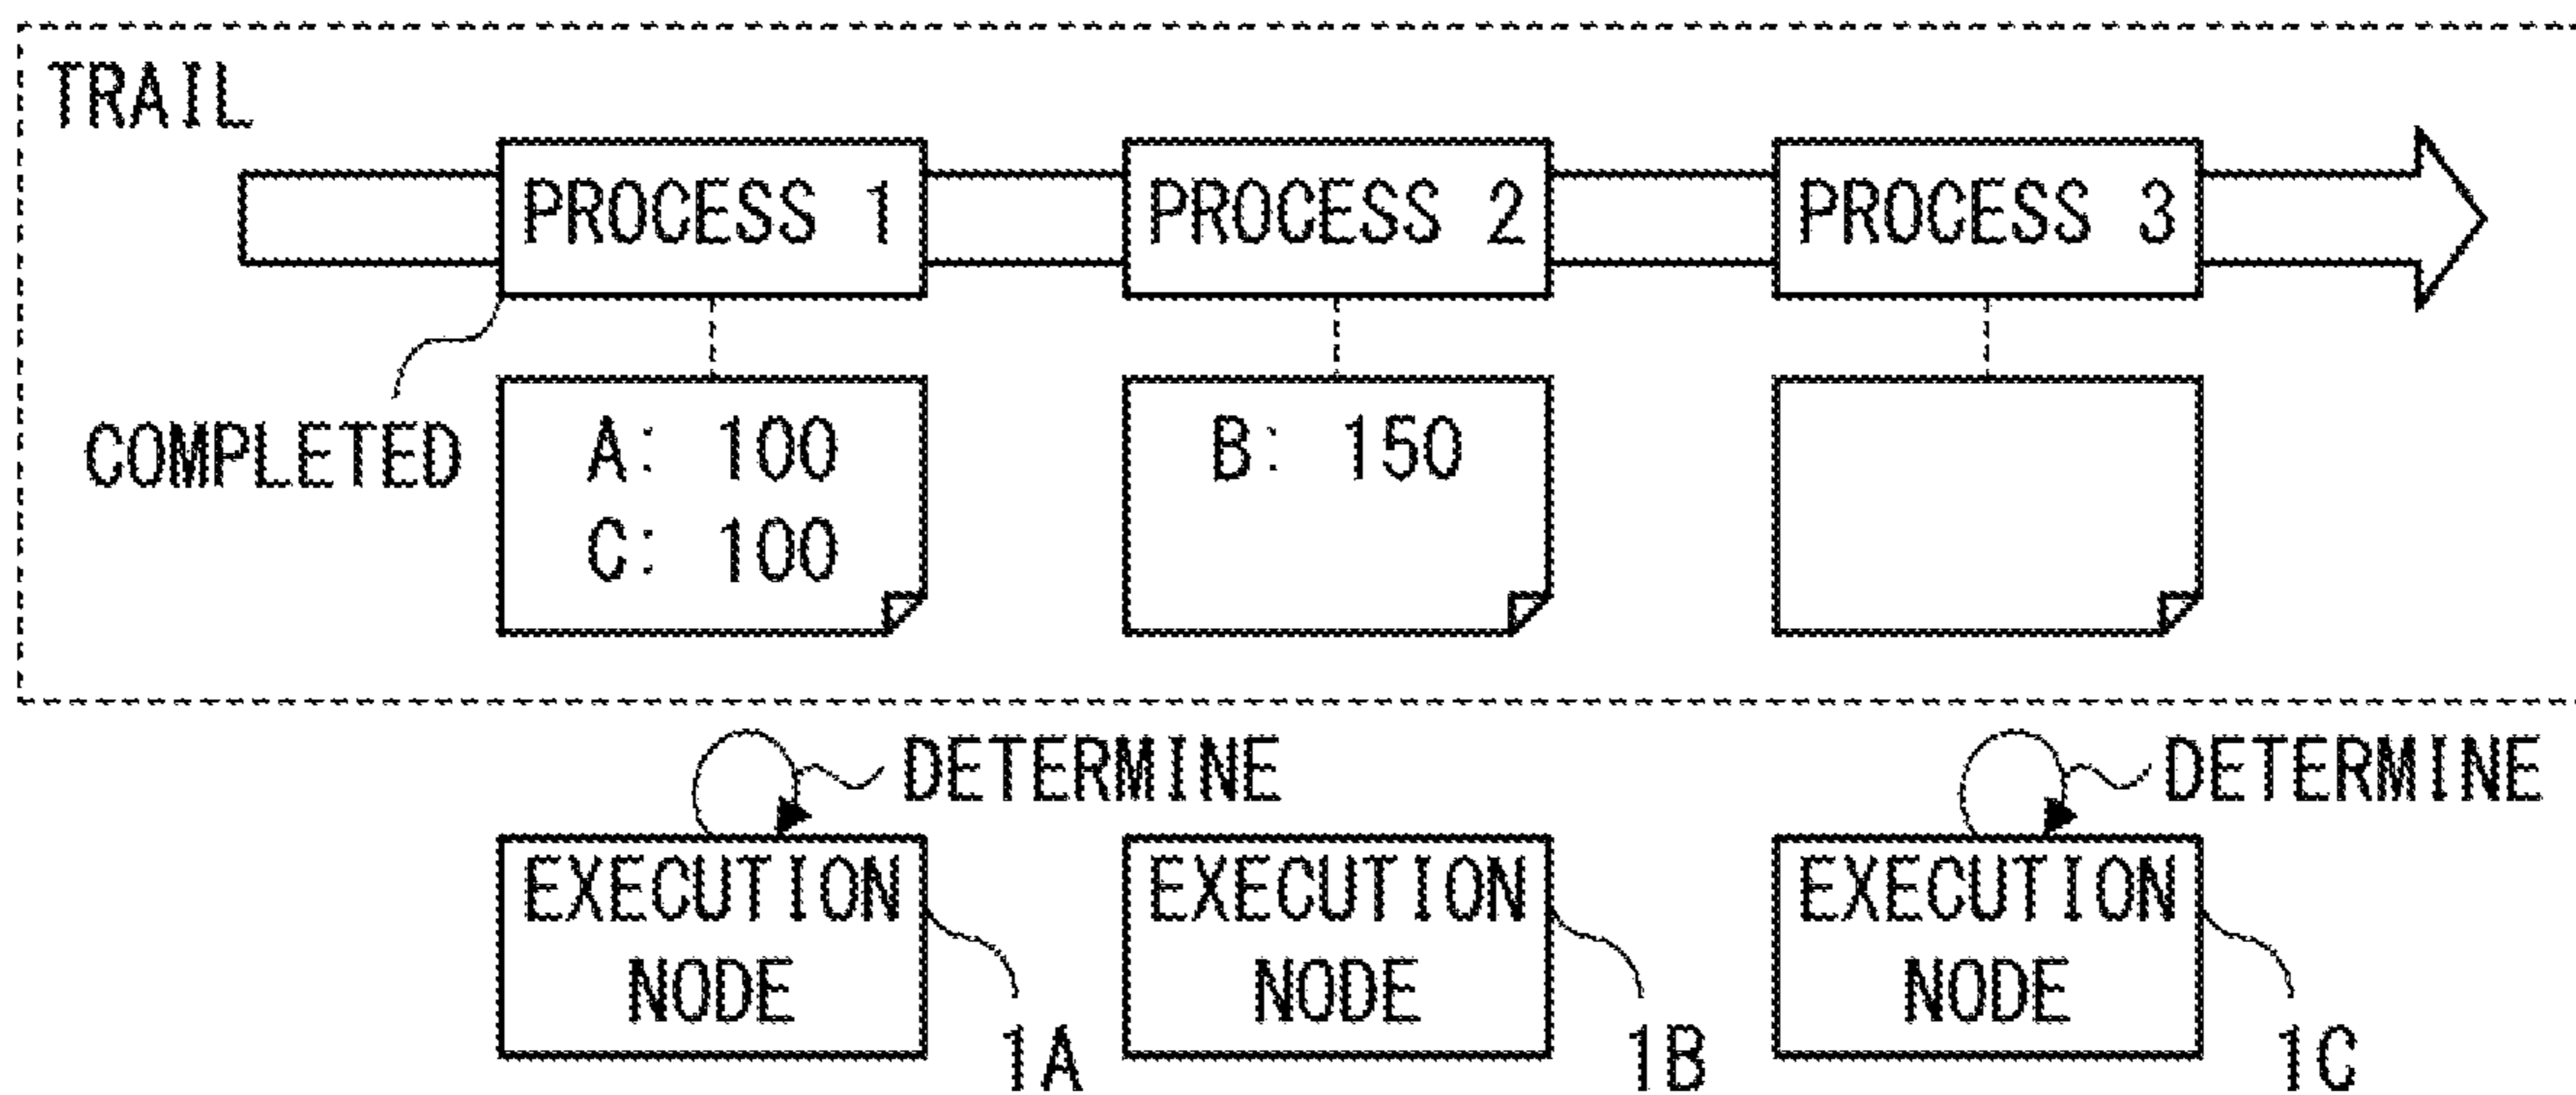 TRAIL
PROCESS 1
PROCESS 2
PROCESS 3
COMPLETED
A: 100
C: 100
B: 150
DETERMINE
DETERMINE
EXECUTION
NODE
1A
EXECUTION
NODE
1B
EXECUTION
NODE
1C